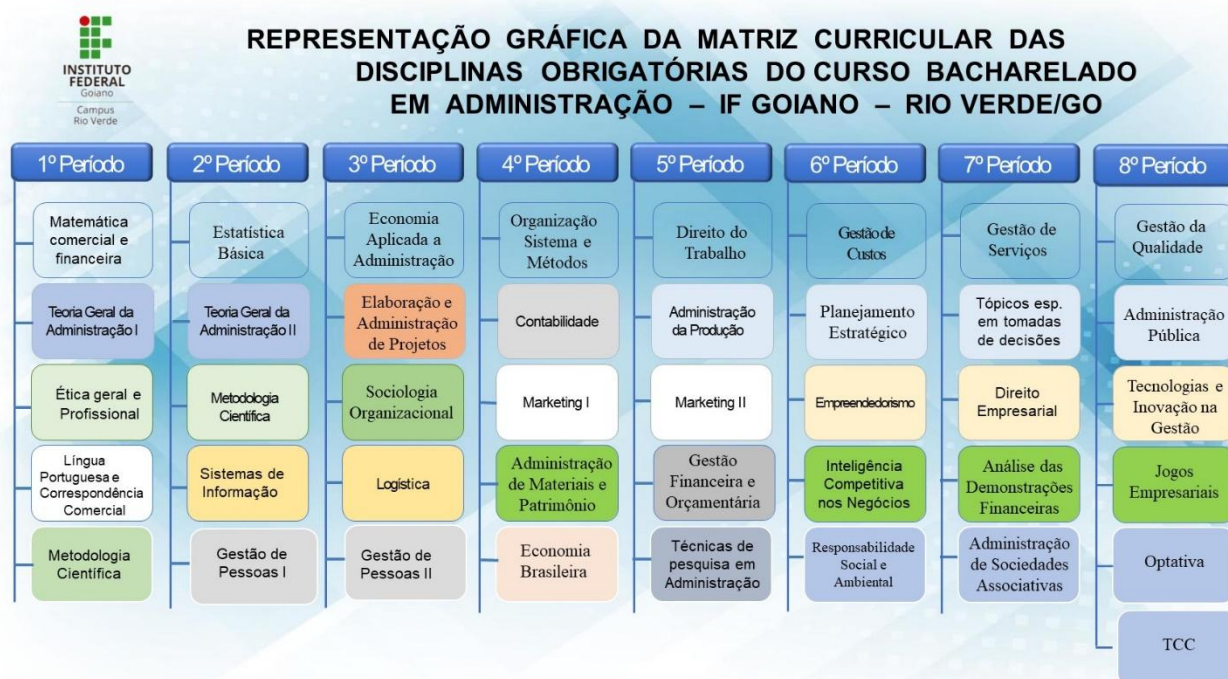 INSTITUTO
FEDERAL
Goiano
Campus
Rio Verde
REPRESENTAÇÃO GRÁFICA DA MATRIZ CURRICULAR DAS
DISCIPLINAS OBRIGATÓRIAS DO CURSO BACHARELADO
EM ADMINISTRAÇÃO – IF GOIANO – RIO VERDE/GO
1º Período
Matemática
comercial e
financeira
Teoria Geral da
Administração I
Ética geral e
Profissional
Língua
Portuguesa e
Correspondência
Comercial
Metodologia
Científica
2º Período
Estatística
Básica
Teoria Geral da
Administração II
Metodologia
Científica
Sistemas de
Informação
Gestão de
Pessoas I
3º Período
Economia
Aplicada a
Administração
Elaboração e
Administração
de Projetos
Sociologia
Organizacional
Logística
Gestão de
Pessoas II
4º Período
Organização
Sistema e
Métodos
Contabilidade
Marketing I
Administração
de Materiais e
Patrimônio
Economia
Brasileira
5º Período
Direito do
Trabalho
Administração
da Produção
Marketing II
Gestão
Financeira e
Orçamentária
Técnicas de
pesquisa em
Administração
6º Período
Gestão de
Custos
Planejamento
Estratégico
Empreendedorismo
Inteligência
Competitiva
nos Negócios
Responsabilidade
Social e
Ambiental
7º Período
Gestão de
Serviços
Tópicos esp.
em tomadas
de decisões
Direito
Empresarial
Análise das
Demonstrações
Financeiras
Administração
de Sociedades
Associativas
8º Período
Gestão da
Qualidade
Administração
Pública
Tecnologias e
Inovação na
Gestão
Jogos
Empresariais
Optativa
TCC